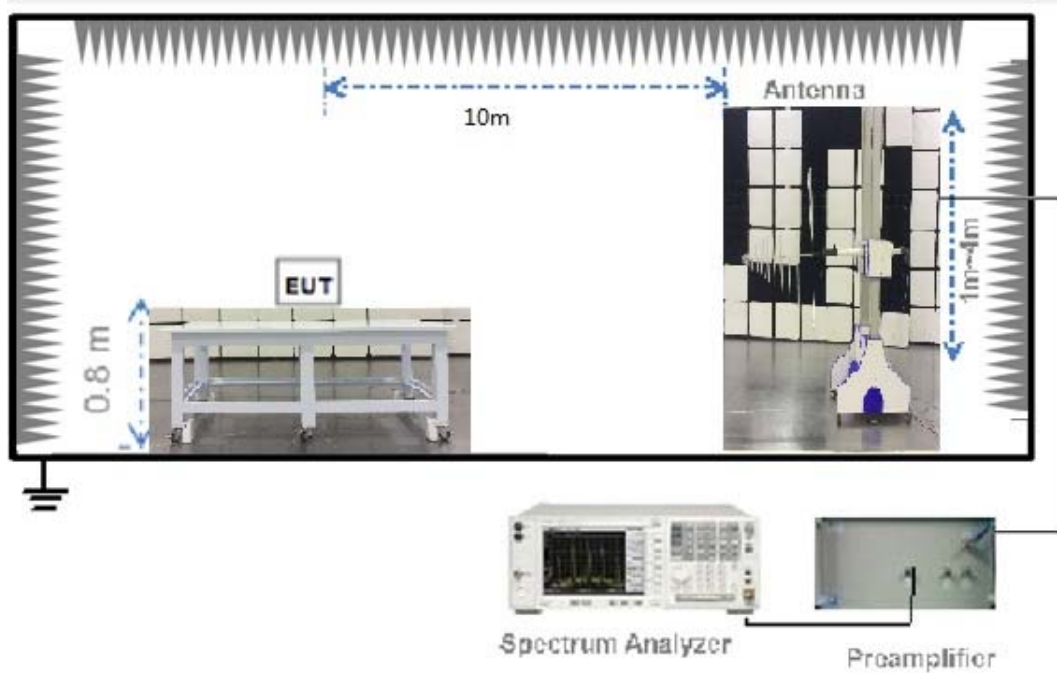 10m
Antenna
1m~4m
EUT
0.8 m
Spectrum Analyzer
Preamplifier